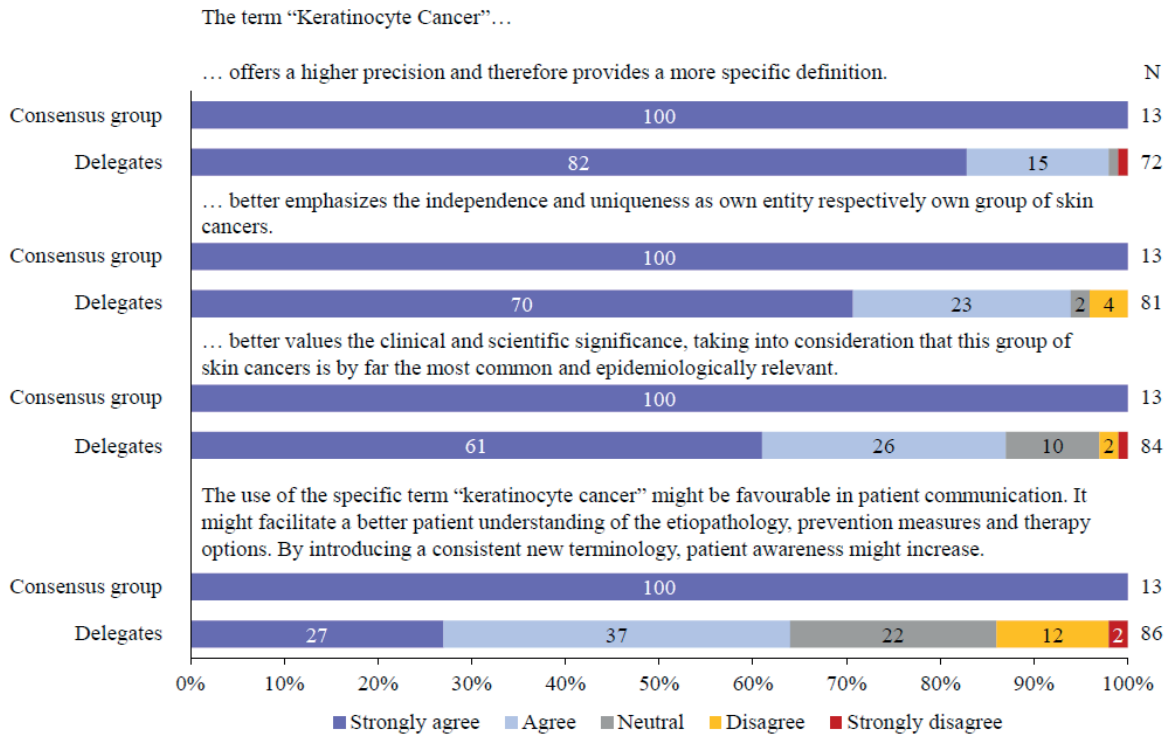 The term “Keratinocyte Cancer”…
… offers a higher precision and therefore provides a more specific definition.
N
Consensus group 100 13
Delegates 82 15 72
… better emphasizes the independence and uniqueness as own entity respectively own group of skin
cancers.
Consensus group 100 13
Delegates 70 23 2 4 81
… better values the clinical and scientific significance, taking into consideration that this group of
skin cancers is by far the most common and epidemiologically relevant.
Consensus group 100 13
Delegates 61 26 10 2 84
The use of the specific term “keratinocyte cancer” might be favourable in patient communication. It
might facilitate a better patient understanding of the etiopathology, prevention measures and therapy
options. By introducing a consistent new terminology, patient awareness might increase.
Consensus group 100 13
Delegates 27 37 22 12 2 86
0% 10% 20% 30% 40% 50% 60% 70% 80% 90% 100%
Strongly agree Agree Neutral Disagree Strongly disagree